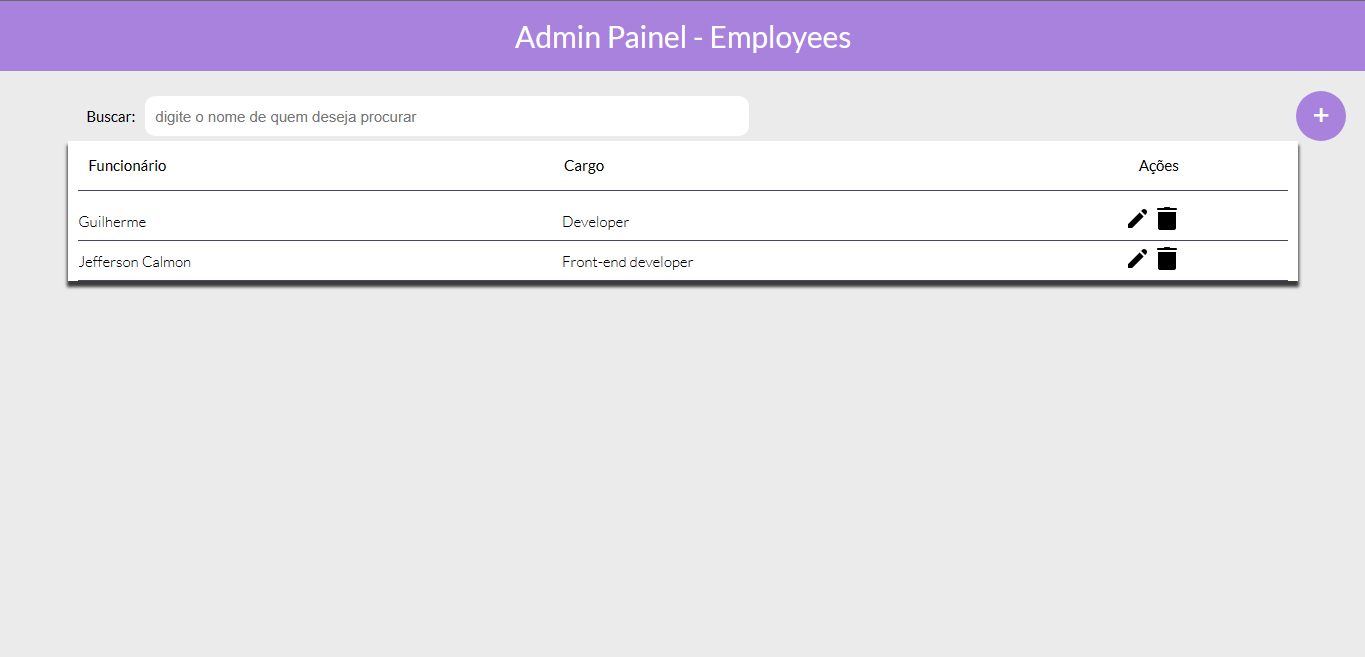 Admin Painel - Employees
Buscar: digite o nome de quem deseja procurar
+
Funcionário Cargo Ações
Guilherme Developer
Jefferson Calmon Front-end developer